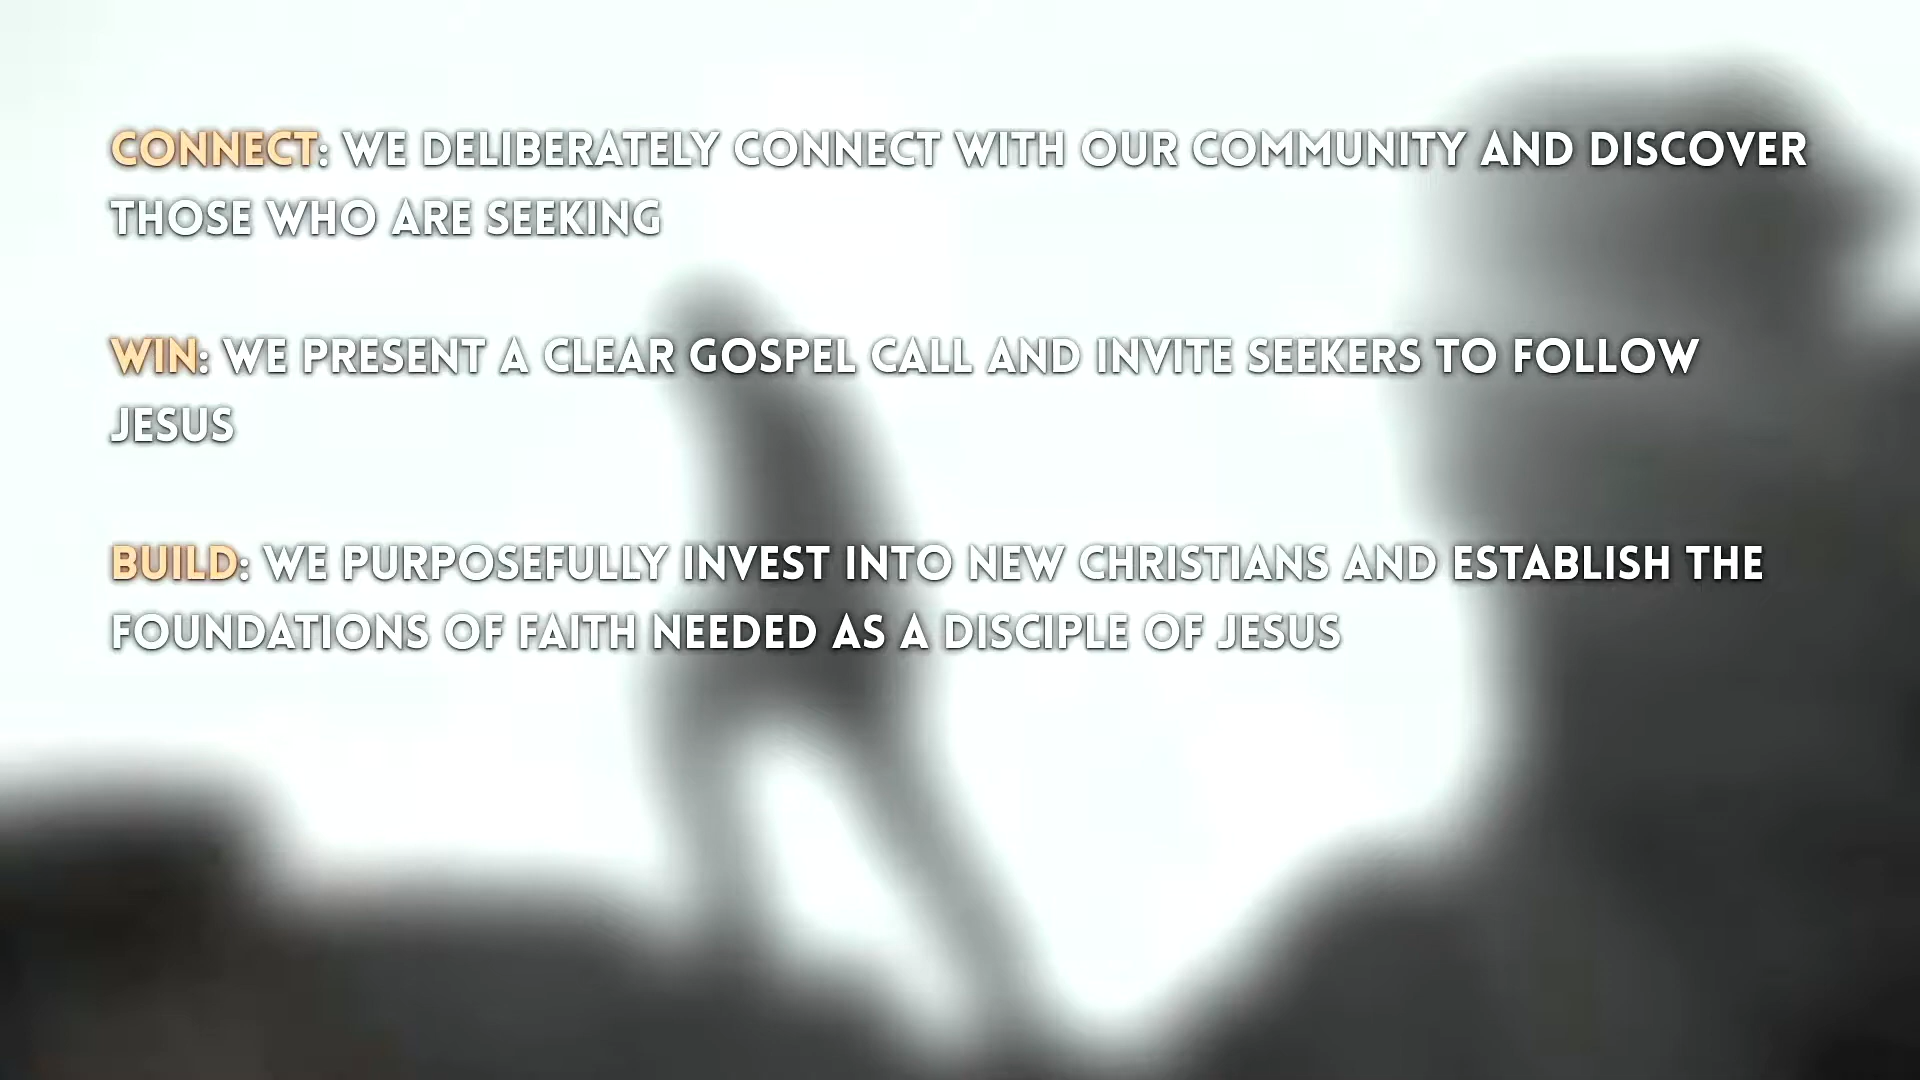 CONNECT: WE DELIBERATELY CONNECT WITH OUR COMMUNITY AND DISCOVER
THOSE WHO ARE SEEKING
WIN: WE PRESENT A CLEAR GOSPEL CALL AND INVITE SEEKERS TO FOLLOW
JESUS
BUILD: WE PURPOSEFULLY INVEST INTO NEW CHRISTIANS AND ESTABLISH THE
FOUNDATIONS OF FAITH NEEDED AS A DISCIPLE OF JESUS